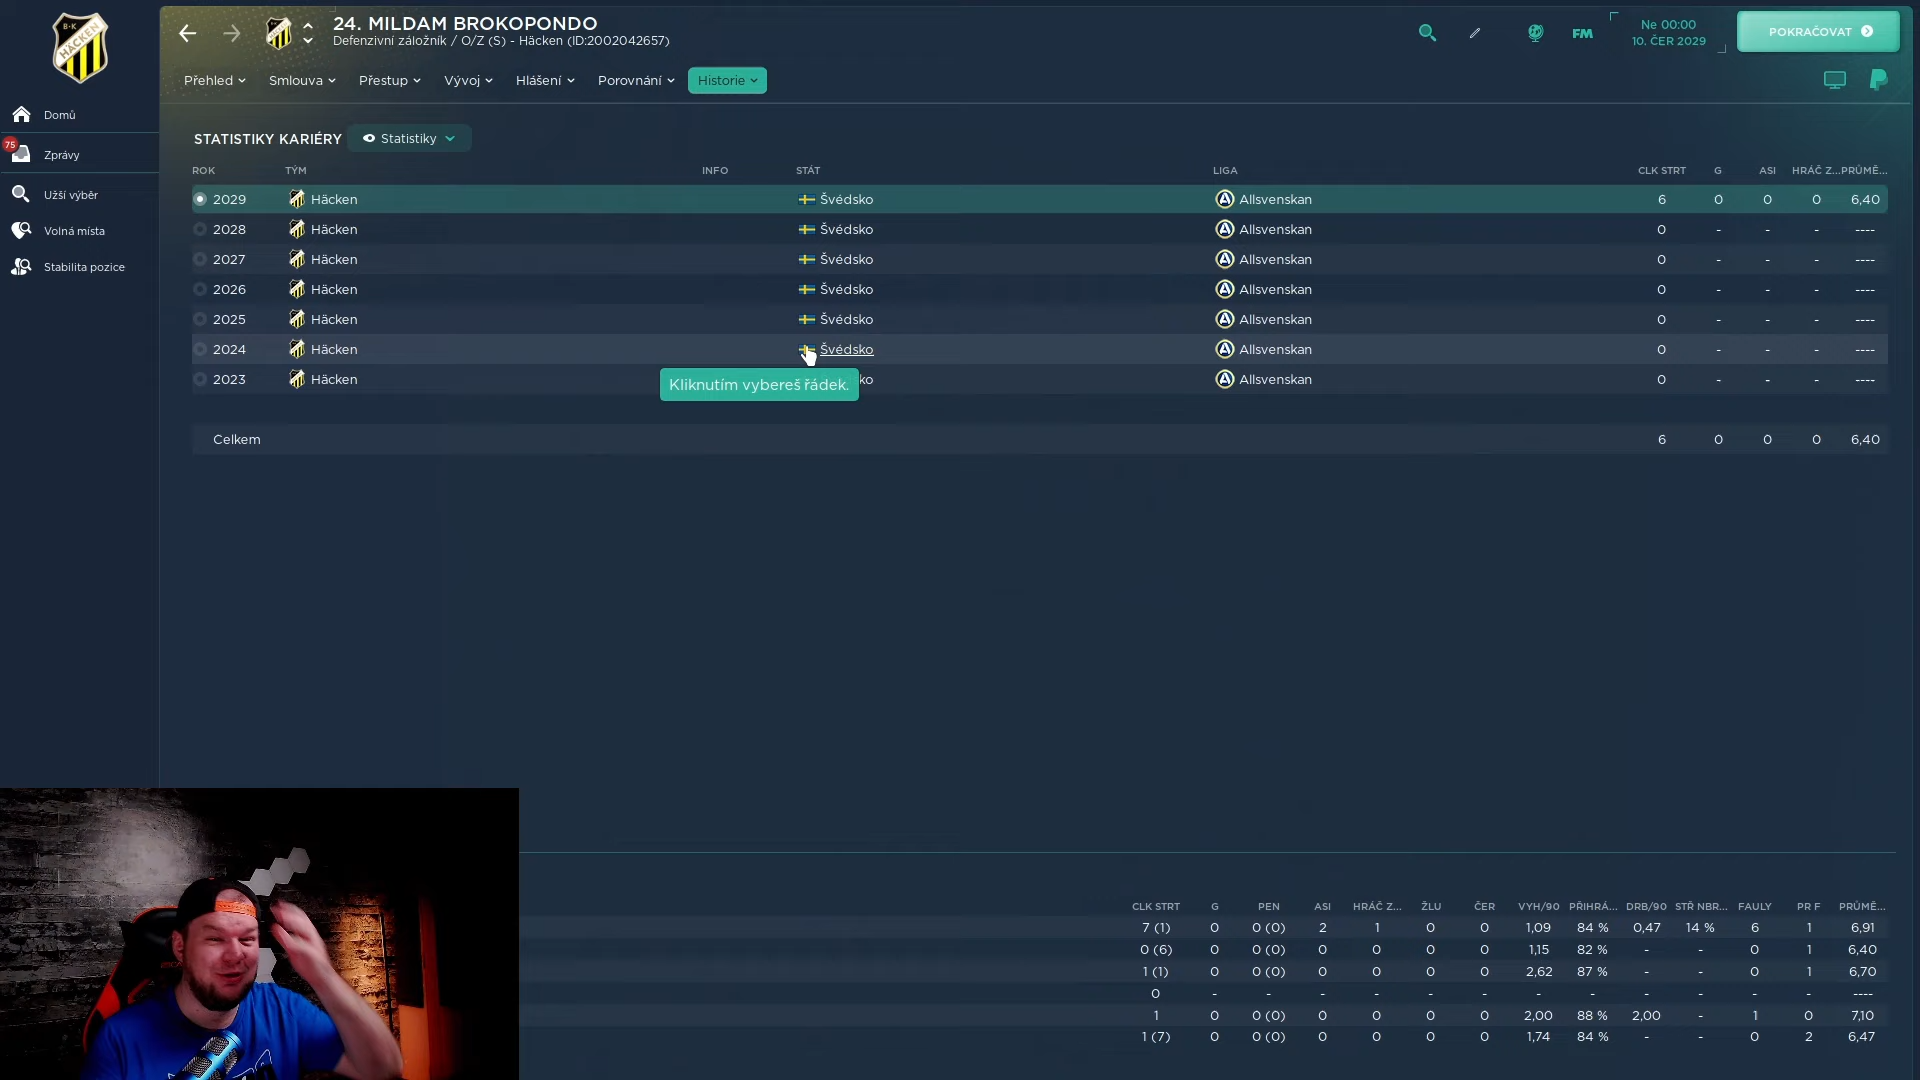 B·K
HÄCKEN
24. MILDAM BROKOPONDO
Defenzivní záložník / O/Z (S) - Häcken (ID:2002042657)
FM
Ne 00:00
10. ČER 2029
POKRAČOVAT
Přehled
Smlouva
Přestup
Vývoj
Hlášení
Porovnání
Historie
Domů
75
Zprávy
Užší výběr
Volná místa
Stabilita pozice
STATISTIKY KARIÉRY
Statistiky
ROK TÝM INFO STÁT LIGA CLK STRT G ASI HRÁČ Z... PRŮMĚ...
2029 Häcken Švédsko Allsvenskan 6 0 0 0 6,40
2028 Häcken Švédsko Allsvenskan 0 - - - ----
2027 Häcken Švédsko Allsvenskan 0 - - - ----
2026 Häcken Švédsko Allsvenskan 0 - - - ----
2025 Häcken Švédsko Allsvenskan 0 - - - ----
2024 Häcken Švédsko Allsvenskan 0 - - - ----
2023 Häcken ko Allsvenskan 0 - - - ----
Kliknutím vybereš řádek.
Celkem 6 0 0 0 6,40
CLK STRT G PEN ASI HRÁČ Z... ŽLU ČER VYH/90 PŘIHRÁ... DRB/90 STŘ NBR... FAULY PR F PRŮMĚ...
7 (1) 0 0 (0) 2 1 0 0 1,09 84 % 0,47 14 % 6 1 6,91
0 (6) 0 0 (0) 0 0 0 0 1,15 82 % - - 0 1 6,40
1 (1) 0 0 (0) 0 0 0 0 2,62 87 % - - 0 1 6,70
0 - - - - - - - - - - - - ----
1 0 0 (0) 0 0 0 0 2,00 88 % 2,00 - 1 0 7,10
1 (7) 0 0 (0) 0 0 0 0 1,74 84 % - - 0 2 6,47